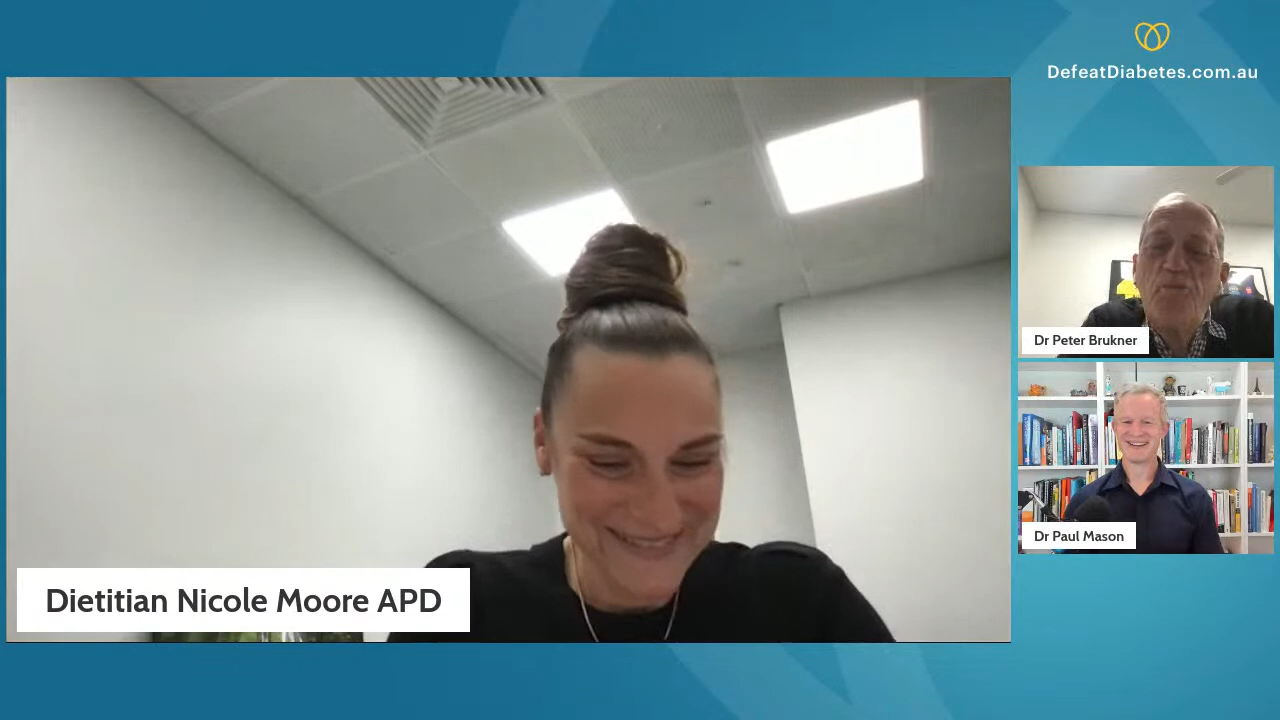 DefeatDiabetes.com.au
Dr Peter Brukner
Dr Paul Mason
Dietitian Nicole Moore APD